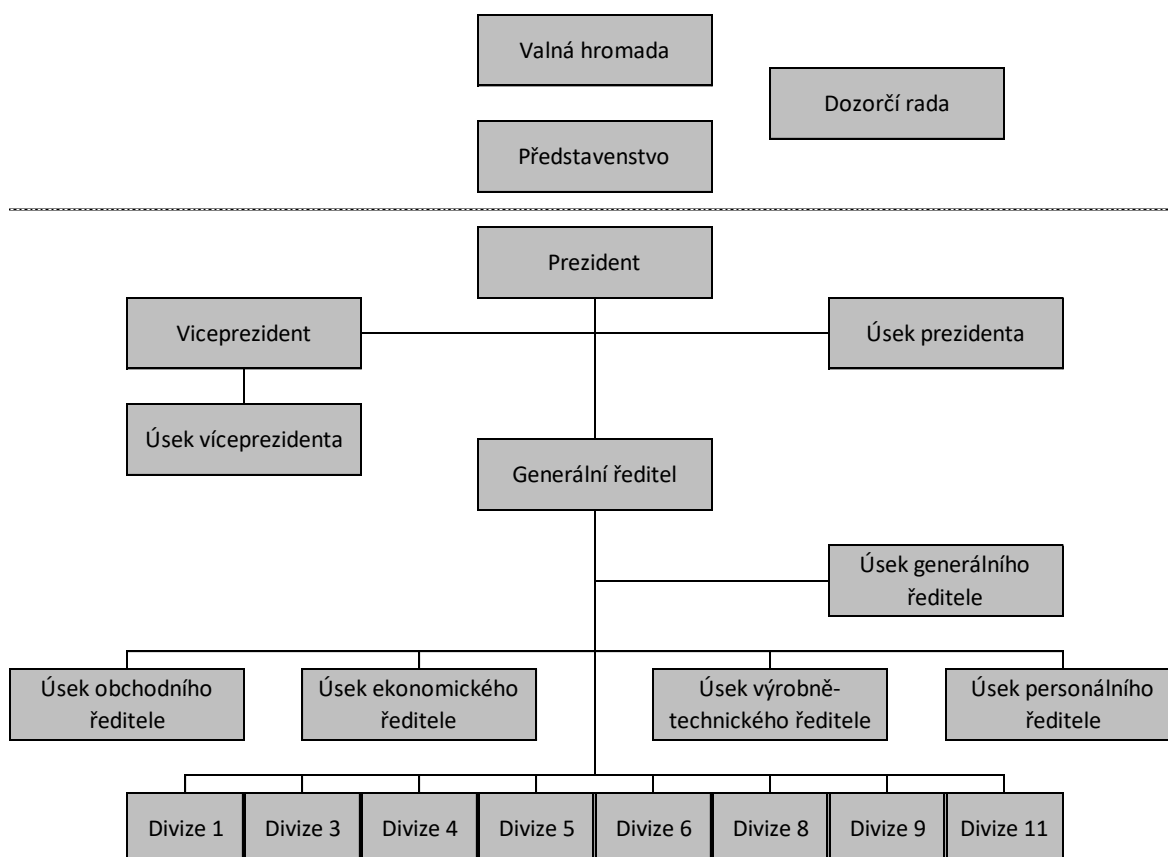 Valná hromada
Dozorčí rada
Představenstvo
Prezident
Viceprezident
Úsek prezidenta
Úsek víceprezidenta
Generální ředitel
Úsek generálního
ředitele
Úsek obchodního
ředitele
Úsek ekonomického
ředitele
Úsek výrobně-
technického ředitele
Úsek personálního
ředitele
Divize 1
Divize 3
Divize 4
Divize 5
Divize 6
Divize 8
Divize 9
Divize 11